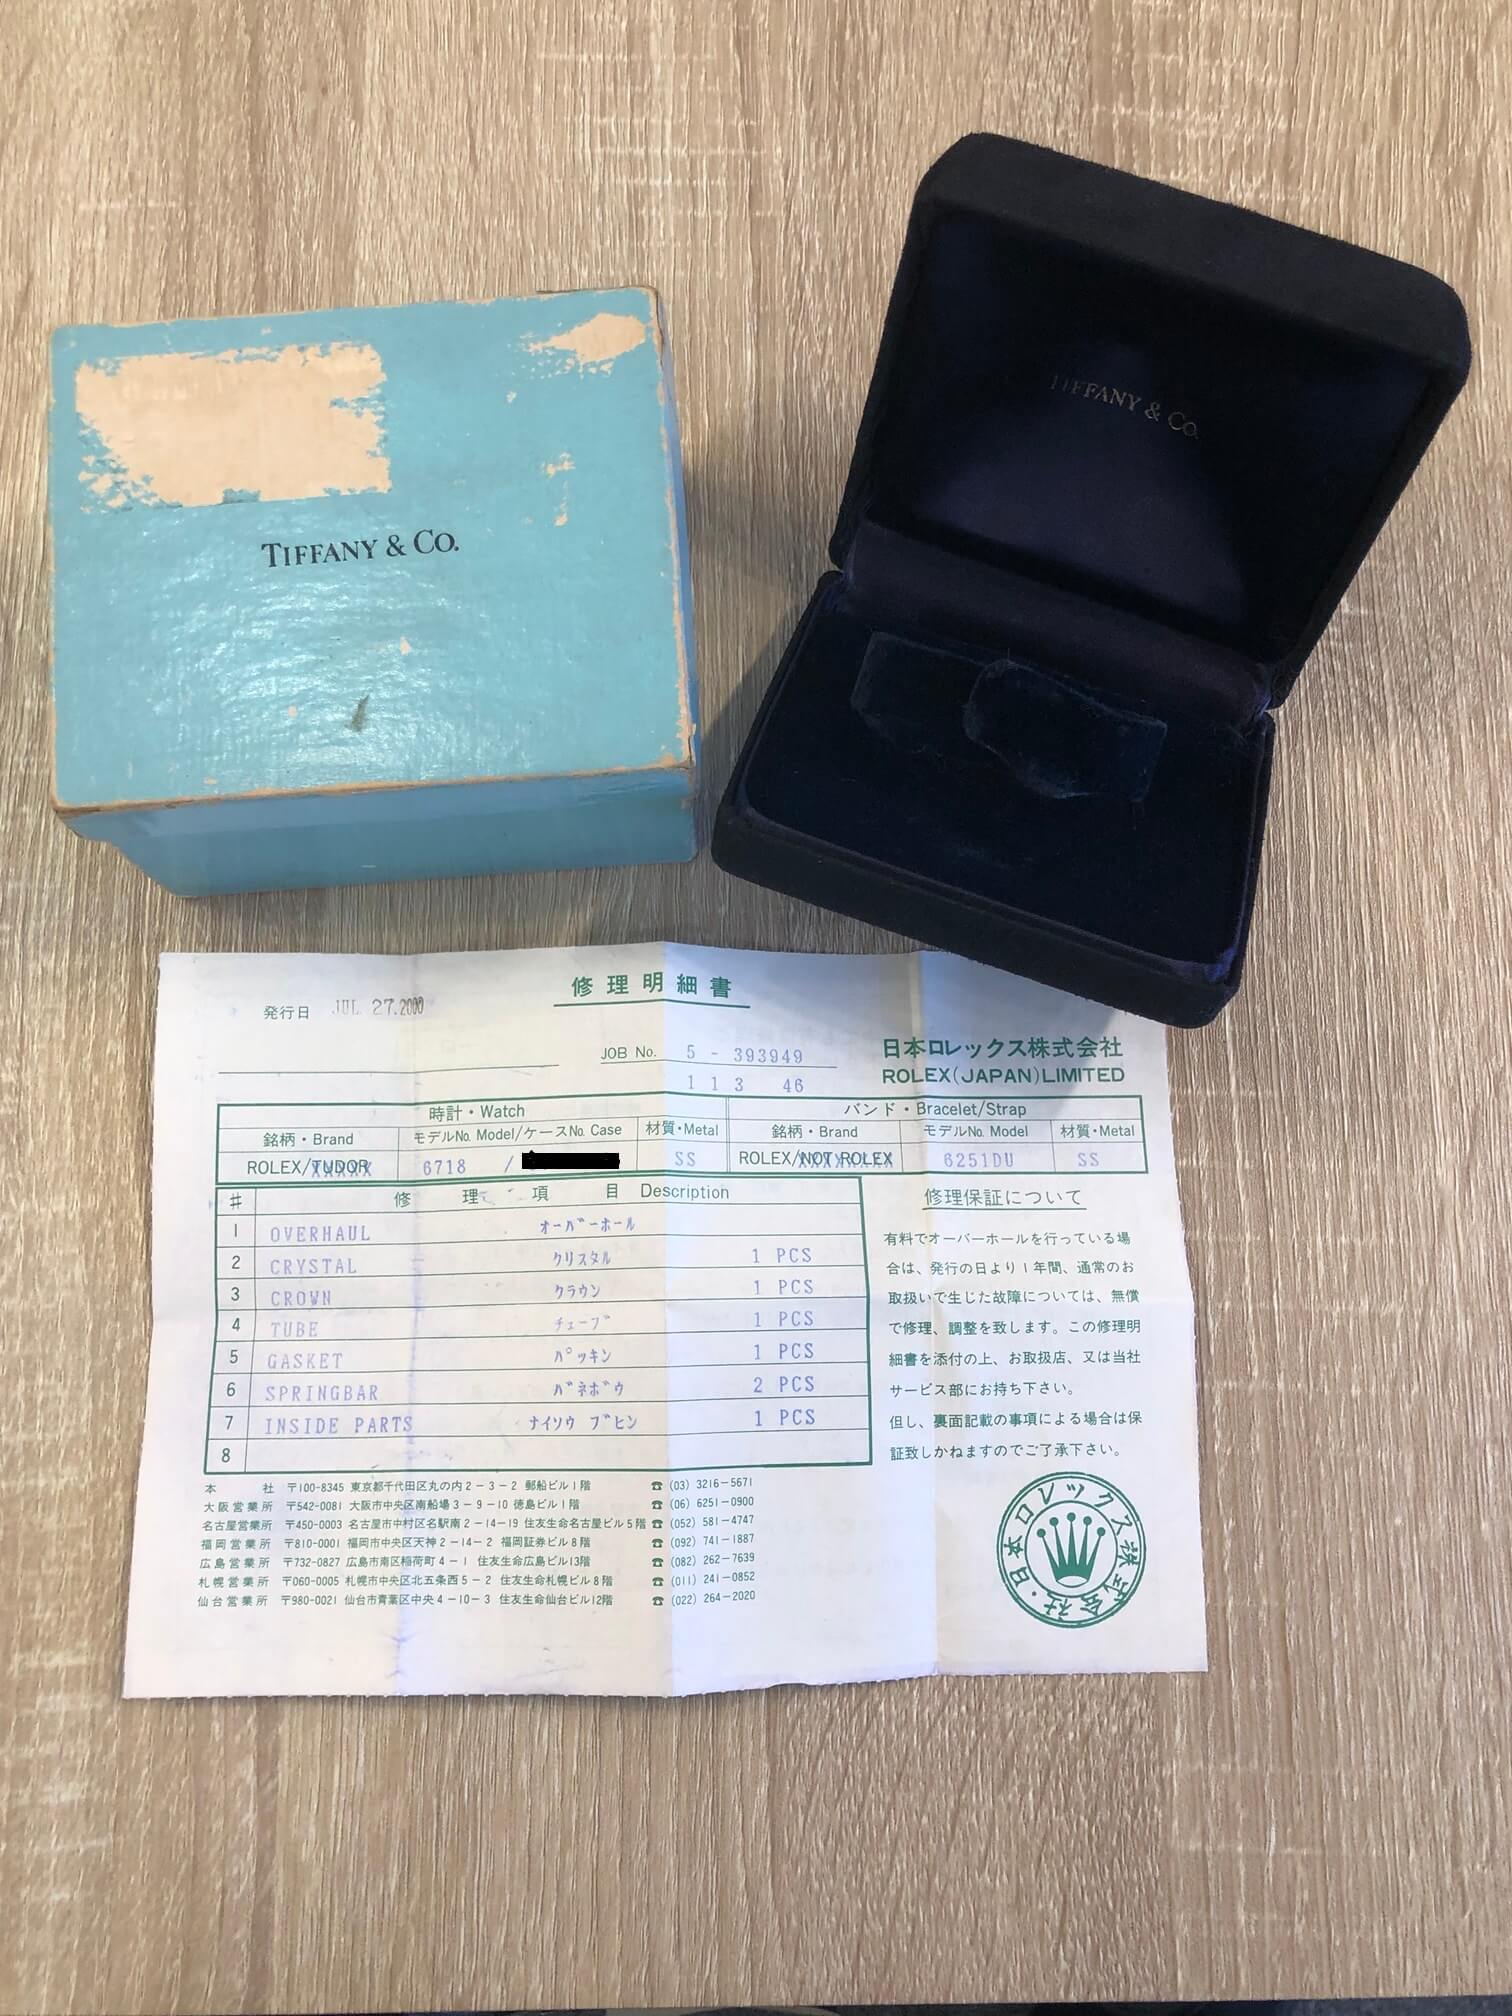 TIFFANY & CO.
TIFFANY & CO.
修理明細書
発行日 JUL 27.2000
JOB No. 5 - 393949
113 46
日本ロレックス株式会社
ROLEX(JAPAN)LIMITED
時計・Watch バンド・Bracelet/Strap
銘柄・Brand モデルNo. Model/ケースNo. Case 材質・Metal 銘柄・Brand モデルNo. Model 材質・Metal
ROLEX/TUDOR 6718 / SS ROLEX/NOT ROLEX 6251DU SS
# 修理項目 Description
1 OVERHAUL オーバーホール
2 CRYSTAL クリスタル 1 PCS
3 CROWN クラウン 1 PCS
4 TUBE チューブ 1 PCS
5 GASKET パッキン 1 PCS
6 SPRINGBAR バネボウ 2 PCS
7 INSIDE PARTS ナイソウ ブヒン 1 PCS
8
修理保証について
有料でオーバーホールを行っている場
合は、発行の日より1年間、通常のお
取扱いで生じた故障については、無償
で修理、調整を致します。この修理明
細書を添付の上、お取扱店、又は当社
サービス部にお持ち下さい。
但し、裏面記載の事項による場合は保
証致しかねますのでご了承下さい。
本社 〒100-8345 東京都千代田区丸の内2-3-2 郵船ビル1階 ☎ (03) 3216-5671
大阪営業所 〒542-0081 大阪市中央区南船場3-9-10 徳島ビル1階 ☎ (06) 6251-0900
名古屋営業所 〒450-0003 名古屋市中村区名駅南2-14-19 住友生命名古屋ビル5階 ☎ (052) 581-4747
福岡営業所 〒810-0001 福岡市中央区天神2-14-2 福岡証券ビル8階 ☎ (092) 741-1887
広島営業所 〒732-0827 広島市南区稲荷町4-1 住友生命広島ビル13階 ☎ (082) 262-7639
札幌営業所 〒060-0005 札幌市中央区北五条西5-2 住友生命札幌ビル8階 ☎ (011) 241-0852
仙台営業所 〒980-0021 仙台市青葉区中央4-10-3 住友生命仙台ビル12階 ☎ (022) 264-2020
日本ロレックス株式会社